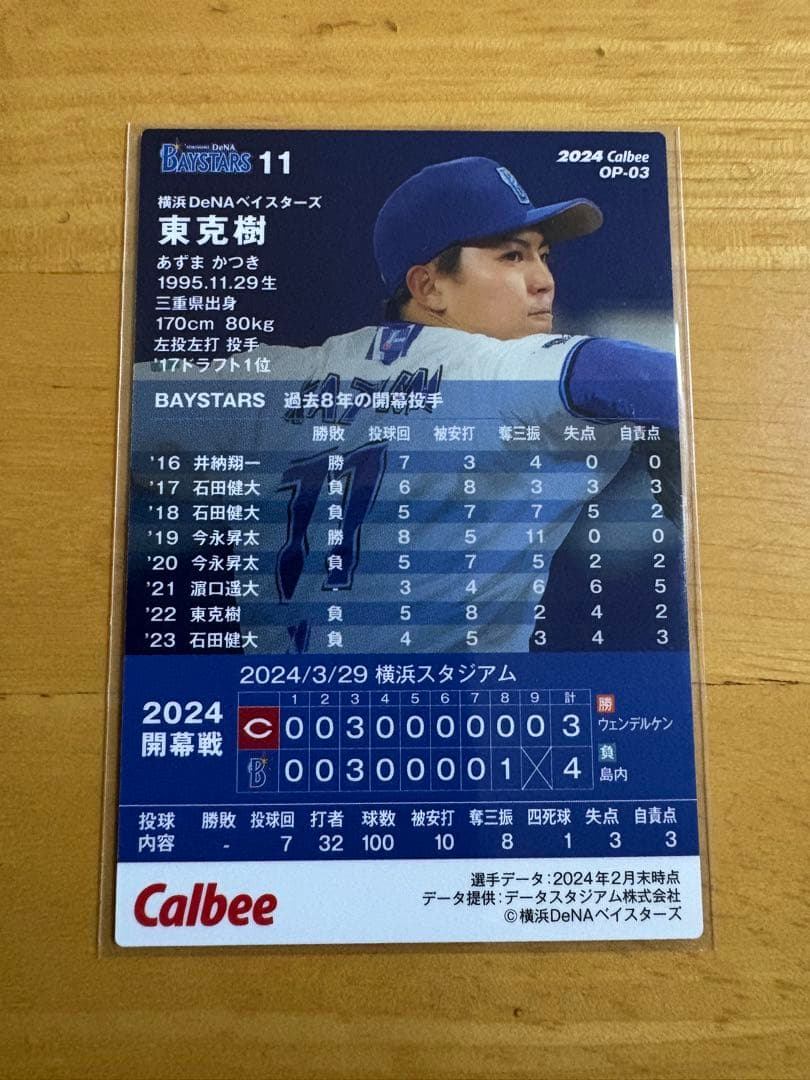 YOKOHAMA DeNA
BAYSTARS 11
2024 Calbee
OP-03
横浜DeNAベイスターズ
東克樹
あずま かつき
1995.11.29生
三重県出身
170cm 80kg
左投左打 投手
'17ドラフト1位
BAYSTARS 過去8年の開幕投手
勝敗 投球回 被安打 奪三振 失点 自責点
'16 井納翔一 勝 7 3 4 0 0
'17 石田健大 負 6 8 3 3 3
'18 石田健大 負 5 7 7 5 2
'19 今永昇太 勝 8 5 11 0 0
'20 今永昇太 負 5 7 5 2 2
'21 濵口遥大 - 3 4 6 6 5
'22 東克樹 負 5 8 2 4 2
'23 石田健大 負 4 5 3 4 3
2024/3/29 横浜スタジアム
2024
開幕戦
1 2 3 4 5 6 7 8 9 計
C 0 0 3 0 0 0 0 0 0 3
B 0 0 3 0 0 0 0 1 X 4
勝
ウェンデルケン
負
島内
投球内容 勝敗 投球回 打者 球数 被安打 奪三振 四死球 失点 自責点
- 7 32 100 10 8 1 3 3
Calbee
選手データ：2024年2月末時点
データ提供：データスタジアム株式会社
©横浜DeNAベイスターズ